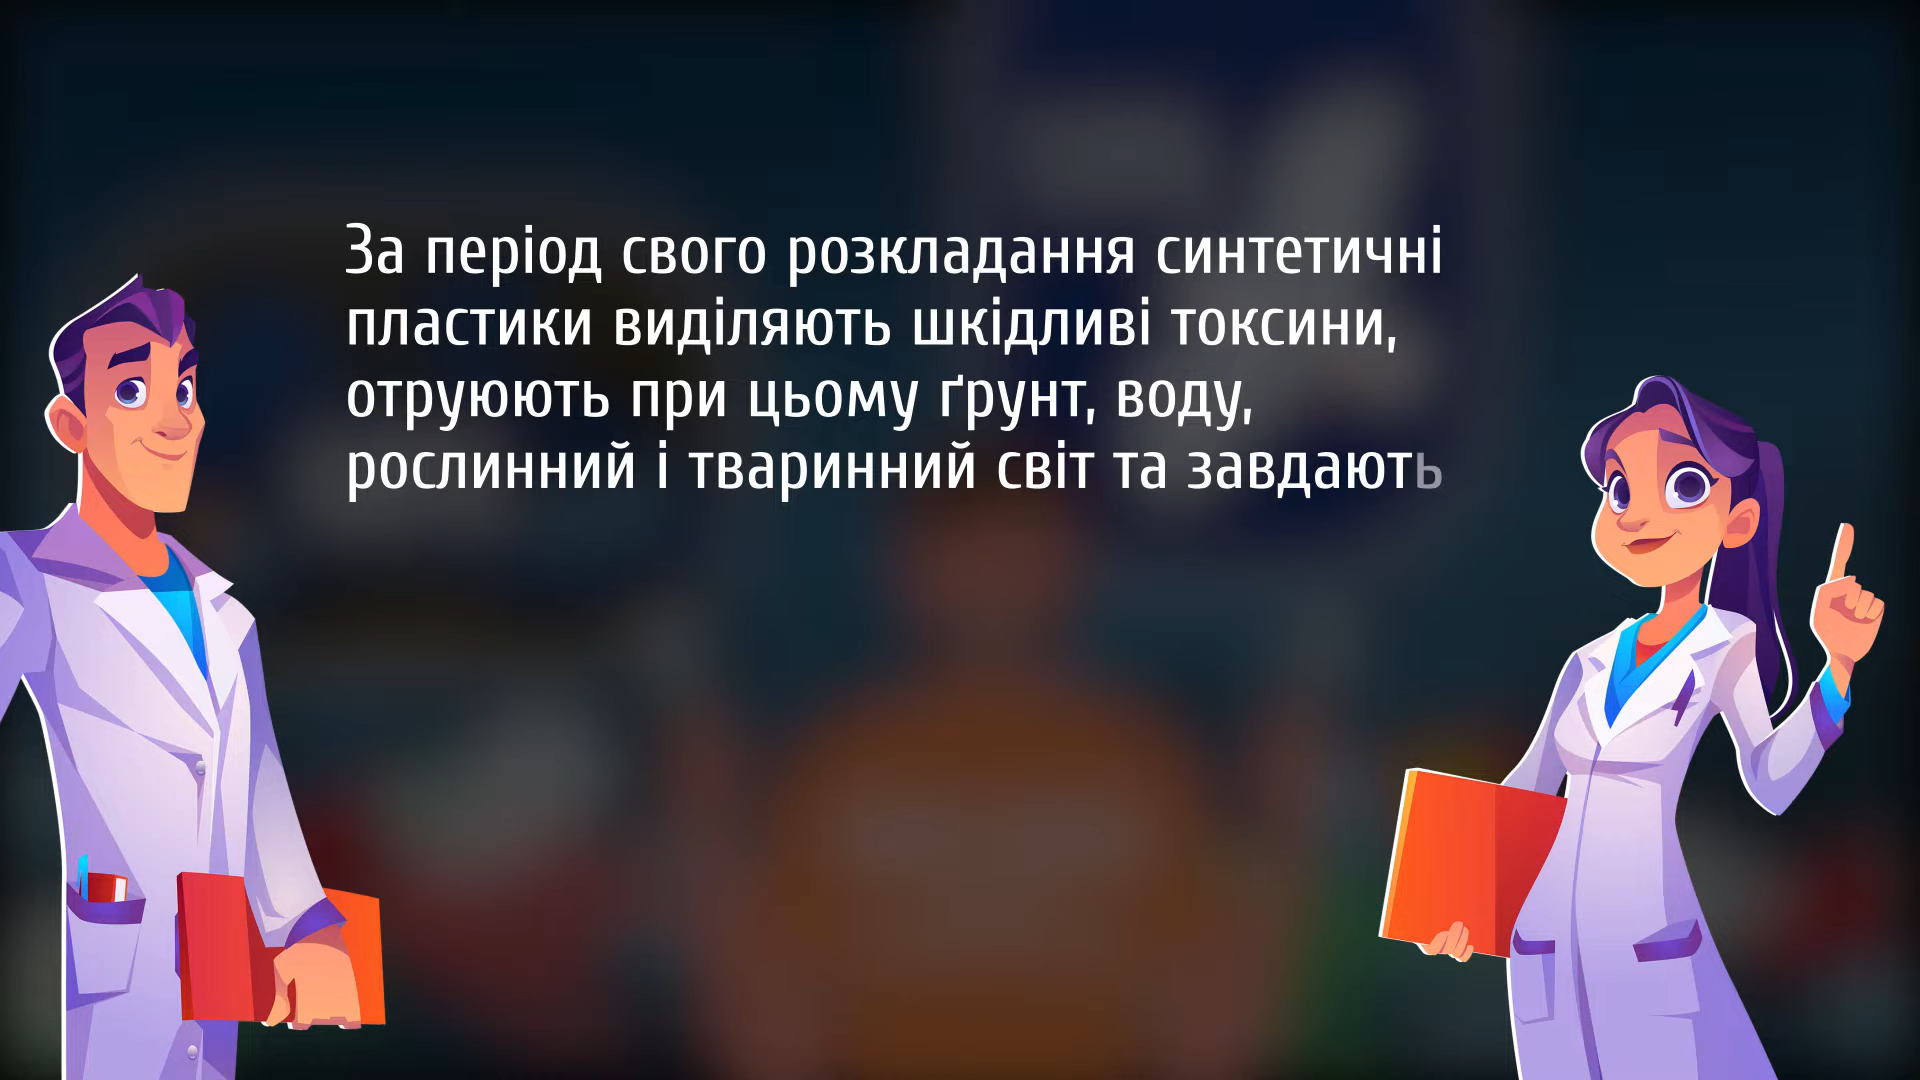 За період свого розкладання синтетичні
пластики виділяють шкідливі токсини,
отруюють при цьому ґрунт, воду,
рослинний і тваринний світ та завдають